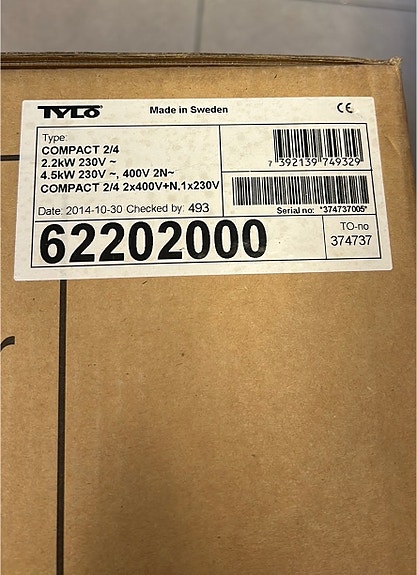 TYLÖ Made in Sweden CE
Type:
COMPACT 2/4
2.2kW 230V ~
4.5kW 230V ~, 400V 2N~
COMPACT 2/4 2x400V+N,1x230V
7 392139 749329
Serial no: *374737005*
Date: 2014-10-30 Checked by: 493
62202000
TO-no
374737